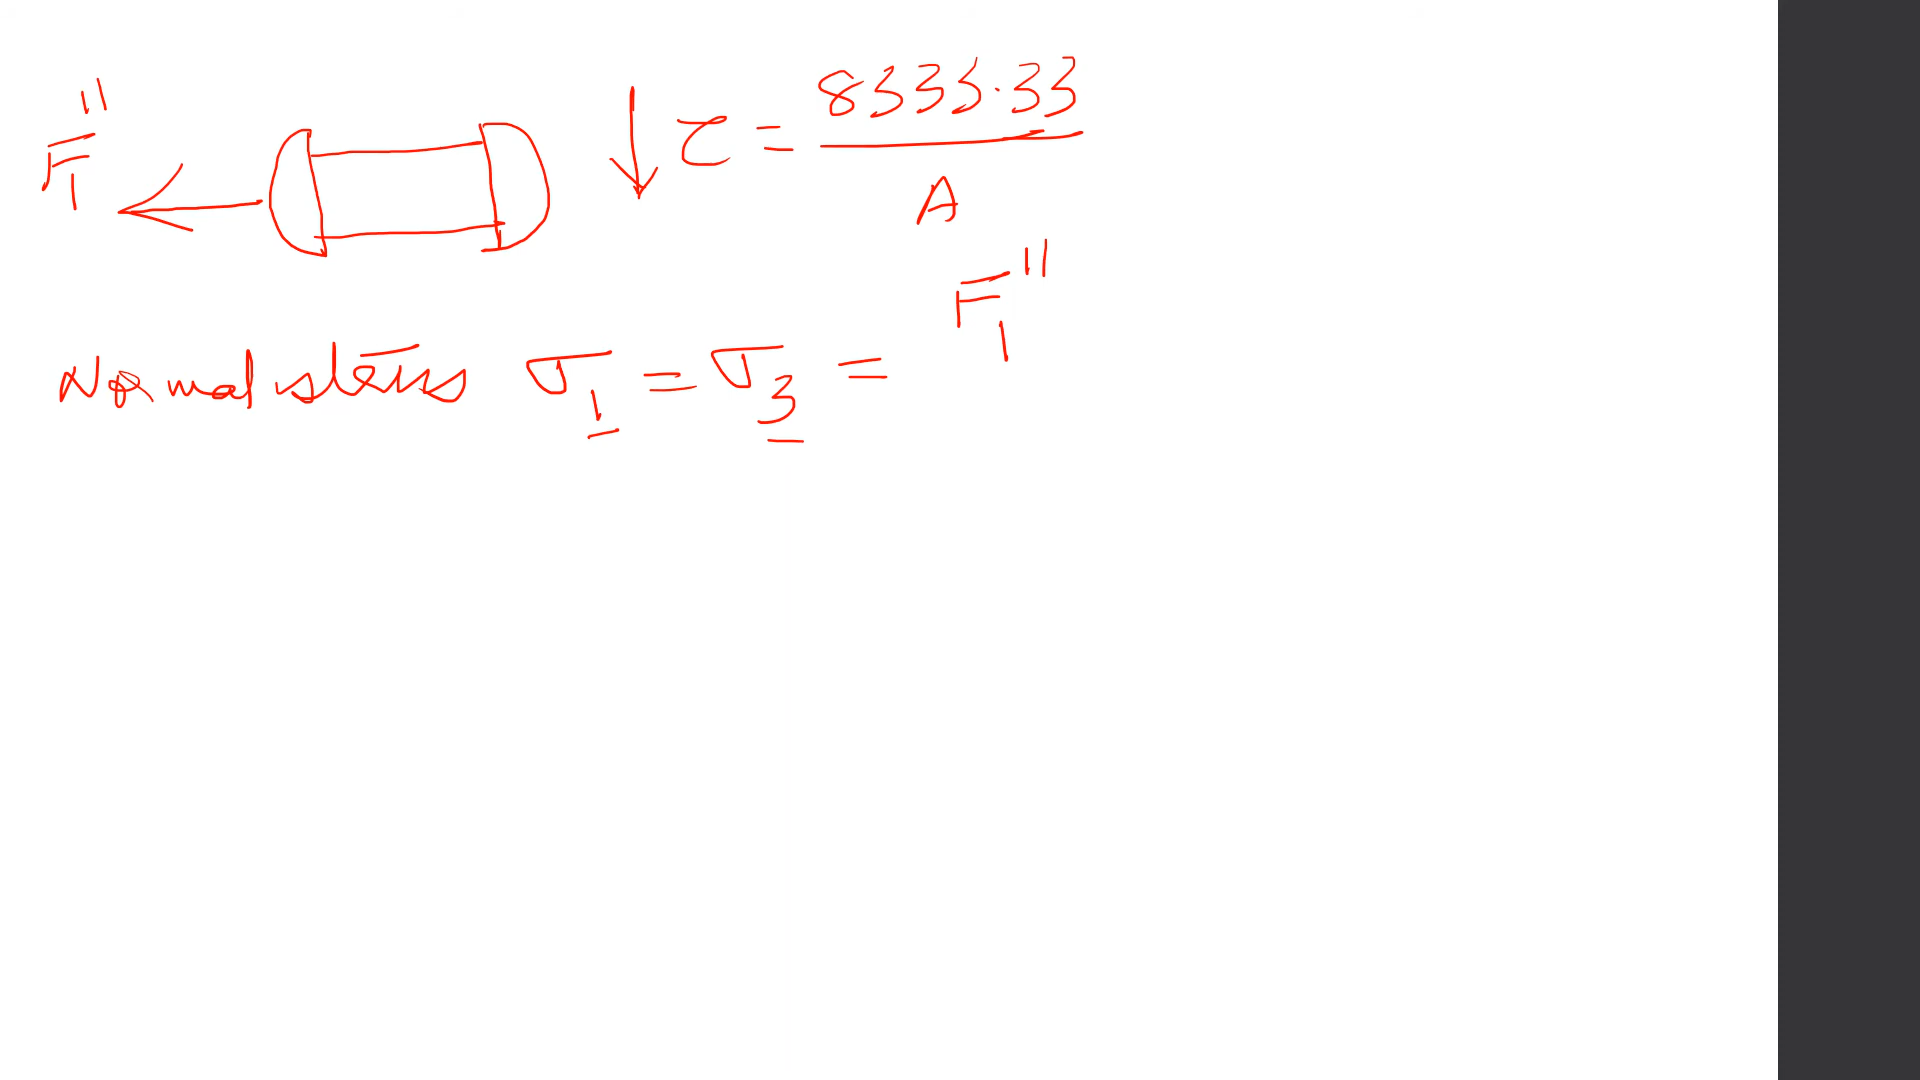 F₁'' τ = 8333.33 / A
Normal stress σ₁ = σ₃ = F₁''